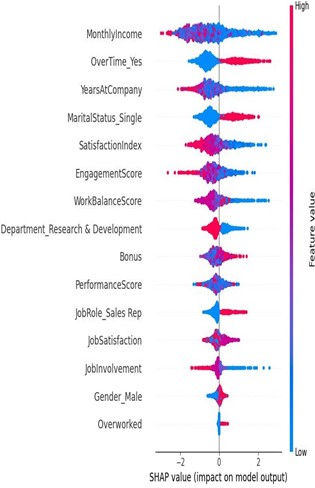 High
MonthlyIncome
OverTime_Yes
YearsAtCompany
MaritalStatus_Single
SatisfactionIndex
EngagementScore
WorkBalanceScore
Department_Research & Development
Bonus
PerformanceScore
JobRole_Sales Rep
JobSatisfaction
JobInvolvement
Gender_Male
Overworked
Feature value
Low
−2 0 2
SHAP value (impact on model output)